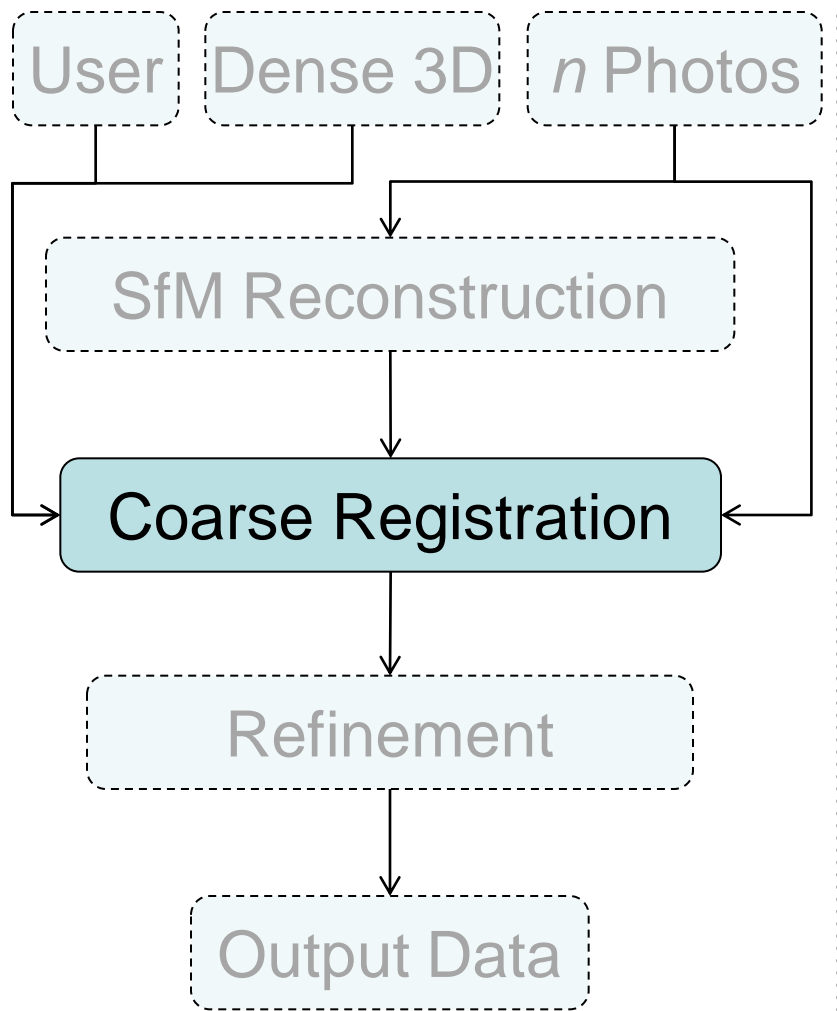 User
Dense 3D
n Photos
SfM Reconstruction
Coarse Registration
Refinement
Output Data